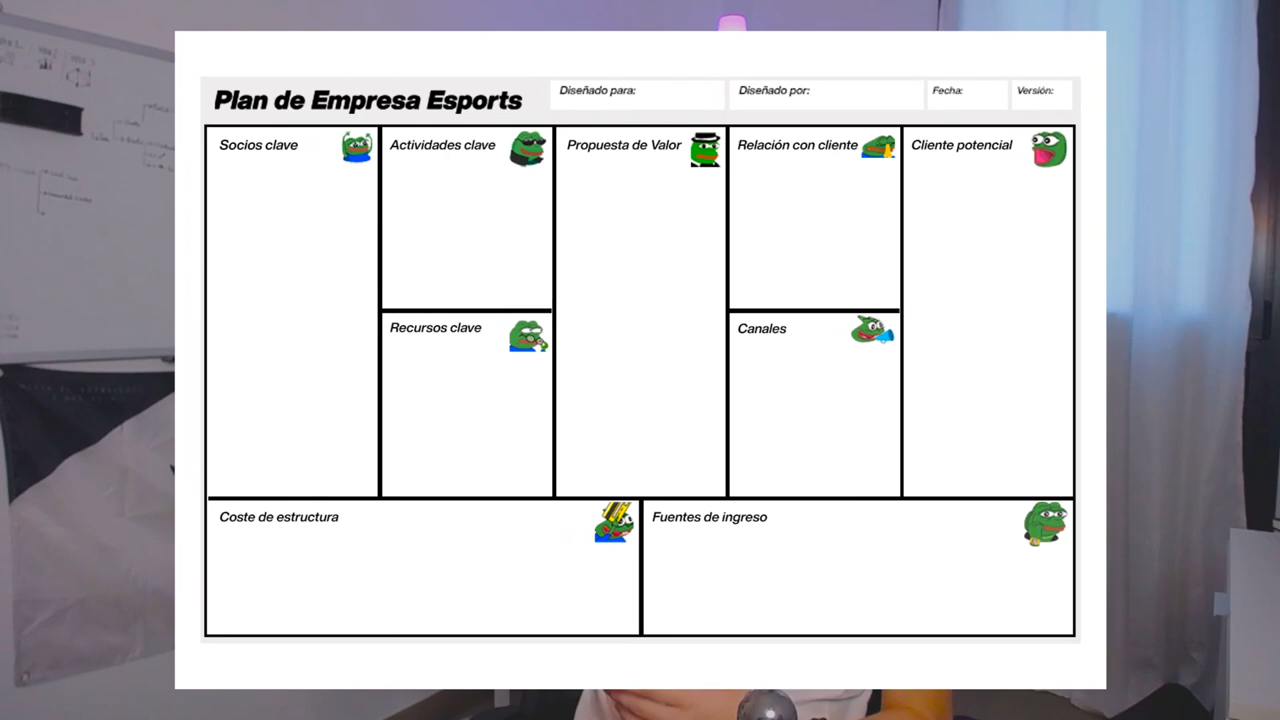 Plan de Empresa Esports
Diseñado para:
Diseñado por:
Fecha:
Versión:
Socios clave
Actividades clave
Propuesta de Valor
Relación con cliente
Cliente potencial
Recursos clave
Canales
Coste de estructura
Fuentes de ingreso